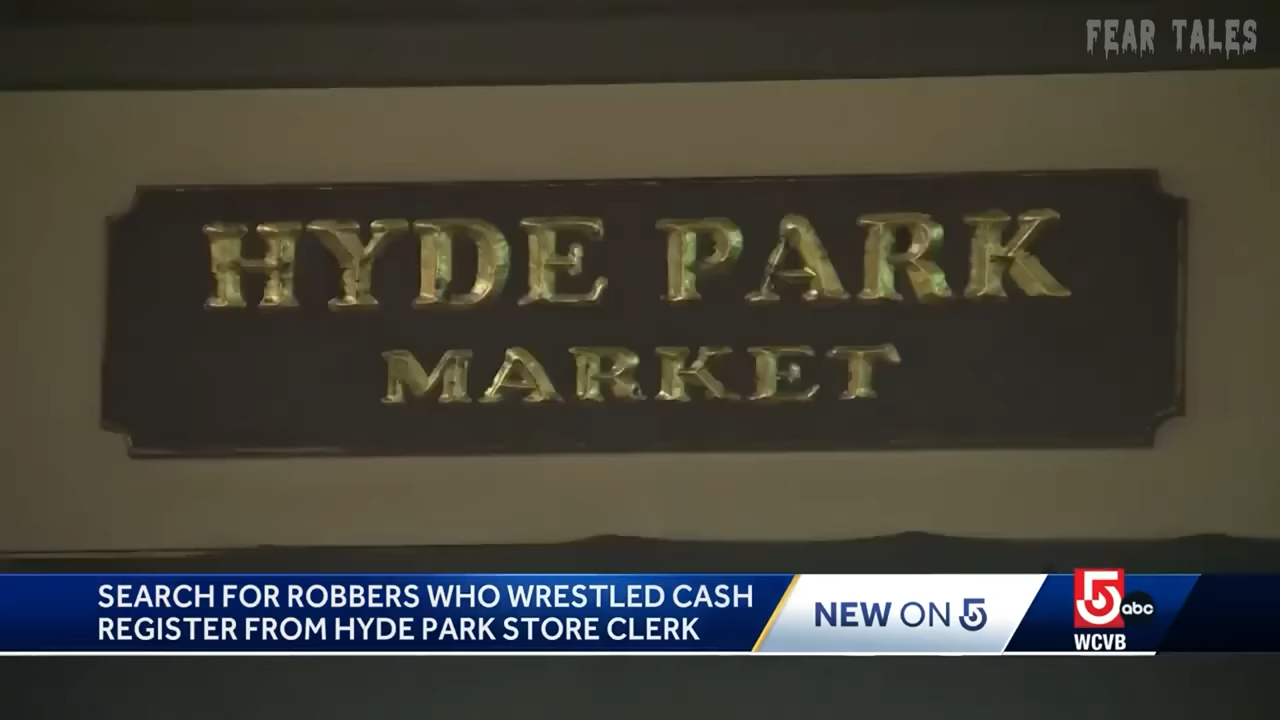 FEAR TALES
HYDE PARK
MARKET
SEARCH FOR ROBBERS WHO WRESTLED CASH
REGISTER FROM HYDE PARK STORE CLERK
NEW ON 5
5 abc
WCVB